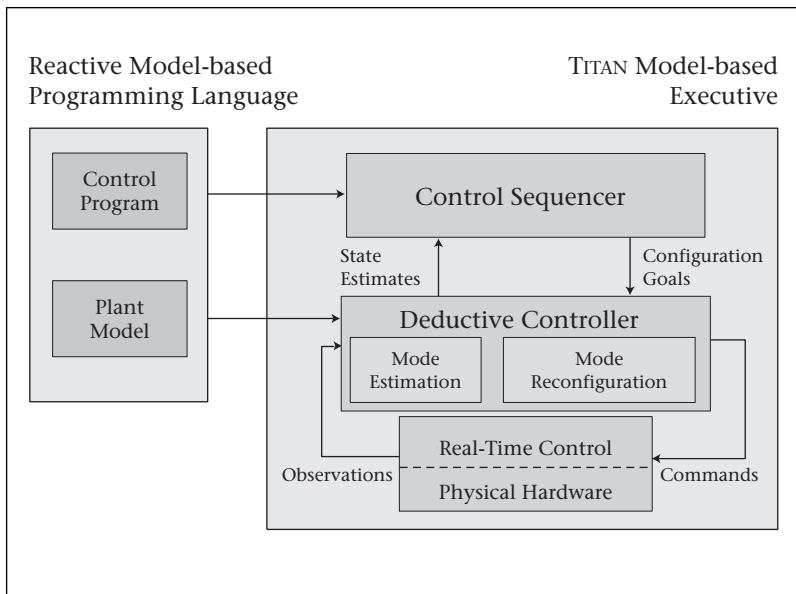 Reactive Model-based
Programming Language
TITAN Model-based
Executive
Control
Program
Plant
Model
Control Sequencer
State
Estimates
Configuration
Goals
Deductive Controller
Mode
Estimation
Mode
Reconfiguration
Real-Time Control
Physical Hardware
Observations
Commands